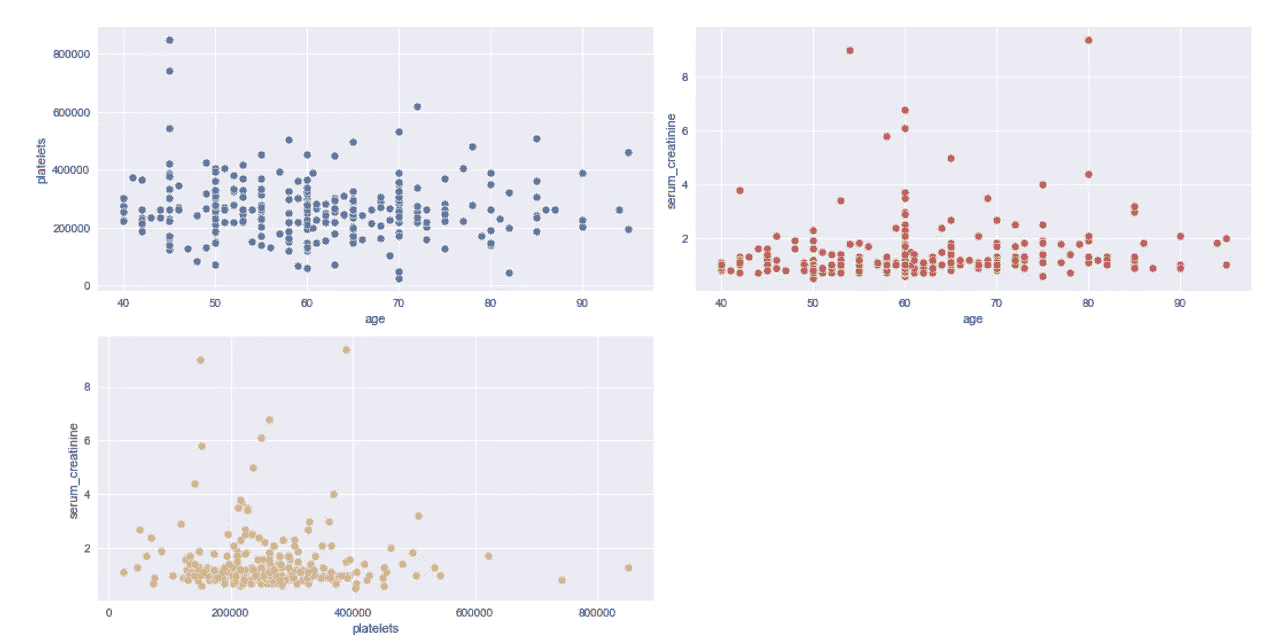 800000
600000
400000
200000
0
platelets
40 50 60 70 80 90
age
8
6
4
2
serum_creatinine
40 50 60 70 80 90
age
8
6
4
2
serum_creatinine
0 200000 400000 600000 800000
platelets